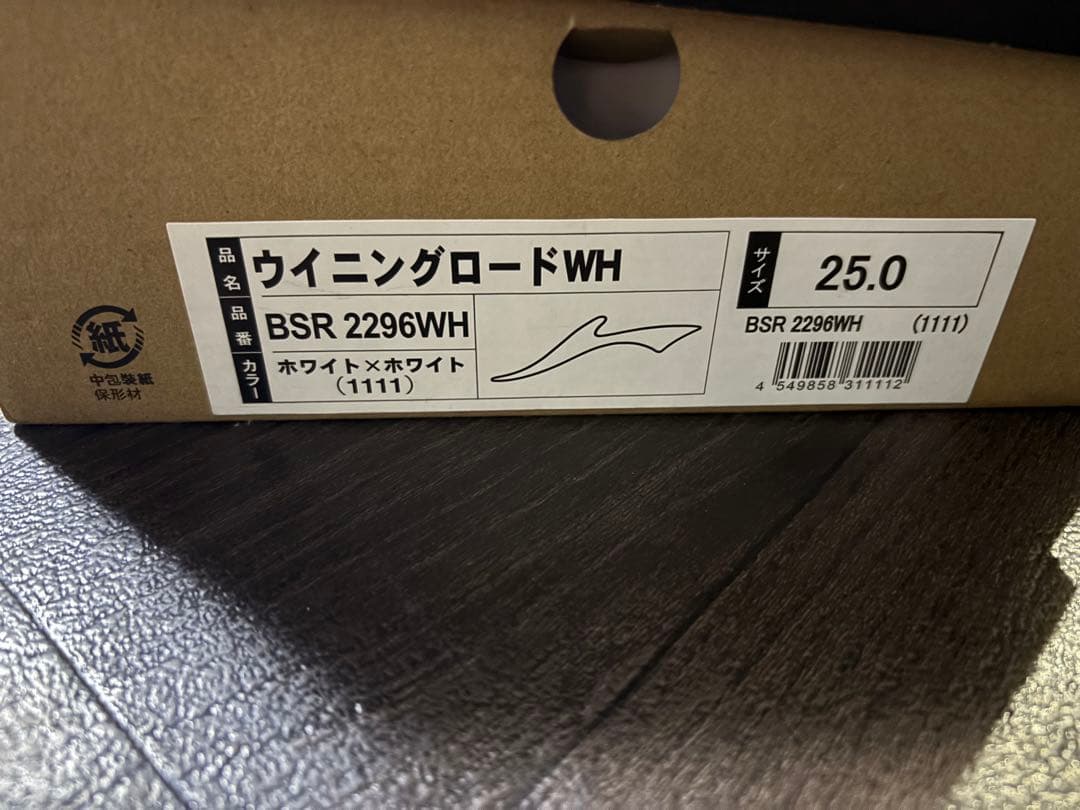 品名
ウイニングロードWH
品番
BSR 2296WH
カラー
ホワイト×ホワイト
(1111)
サイズ
25.0
BSR 2296WH (1111)
4 549858 311112
紙
中包装紙
保形材